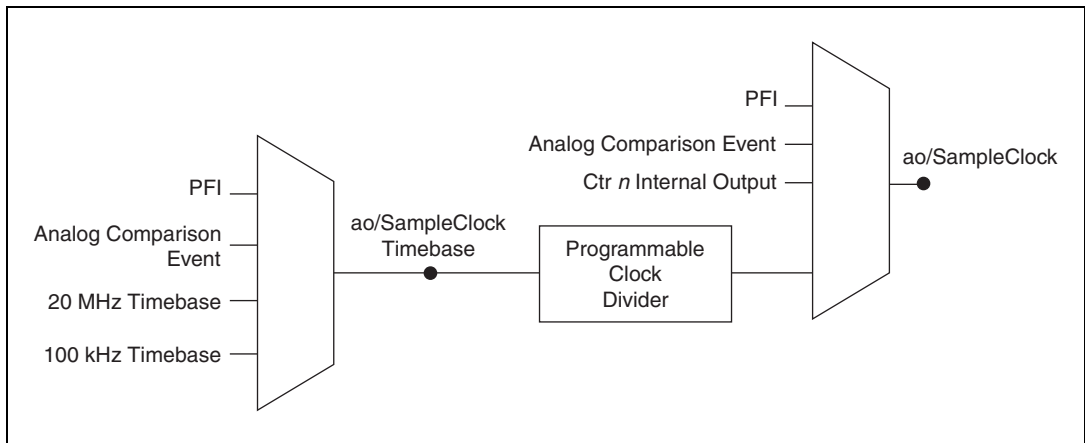 PFI
Analog Comparison
Event
20 MHz Timebase
100 kHz Timebase
ao/SampleClock
Timebase
Programmable
Clock
Divider
PFI
Analog Comparison Event
Ctr n Internal Output
ao/SampleClock